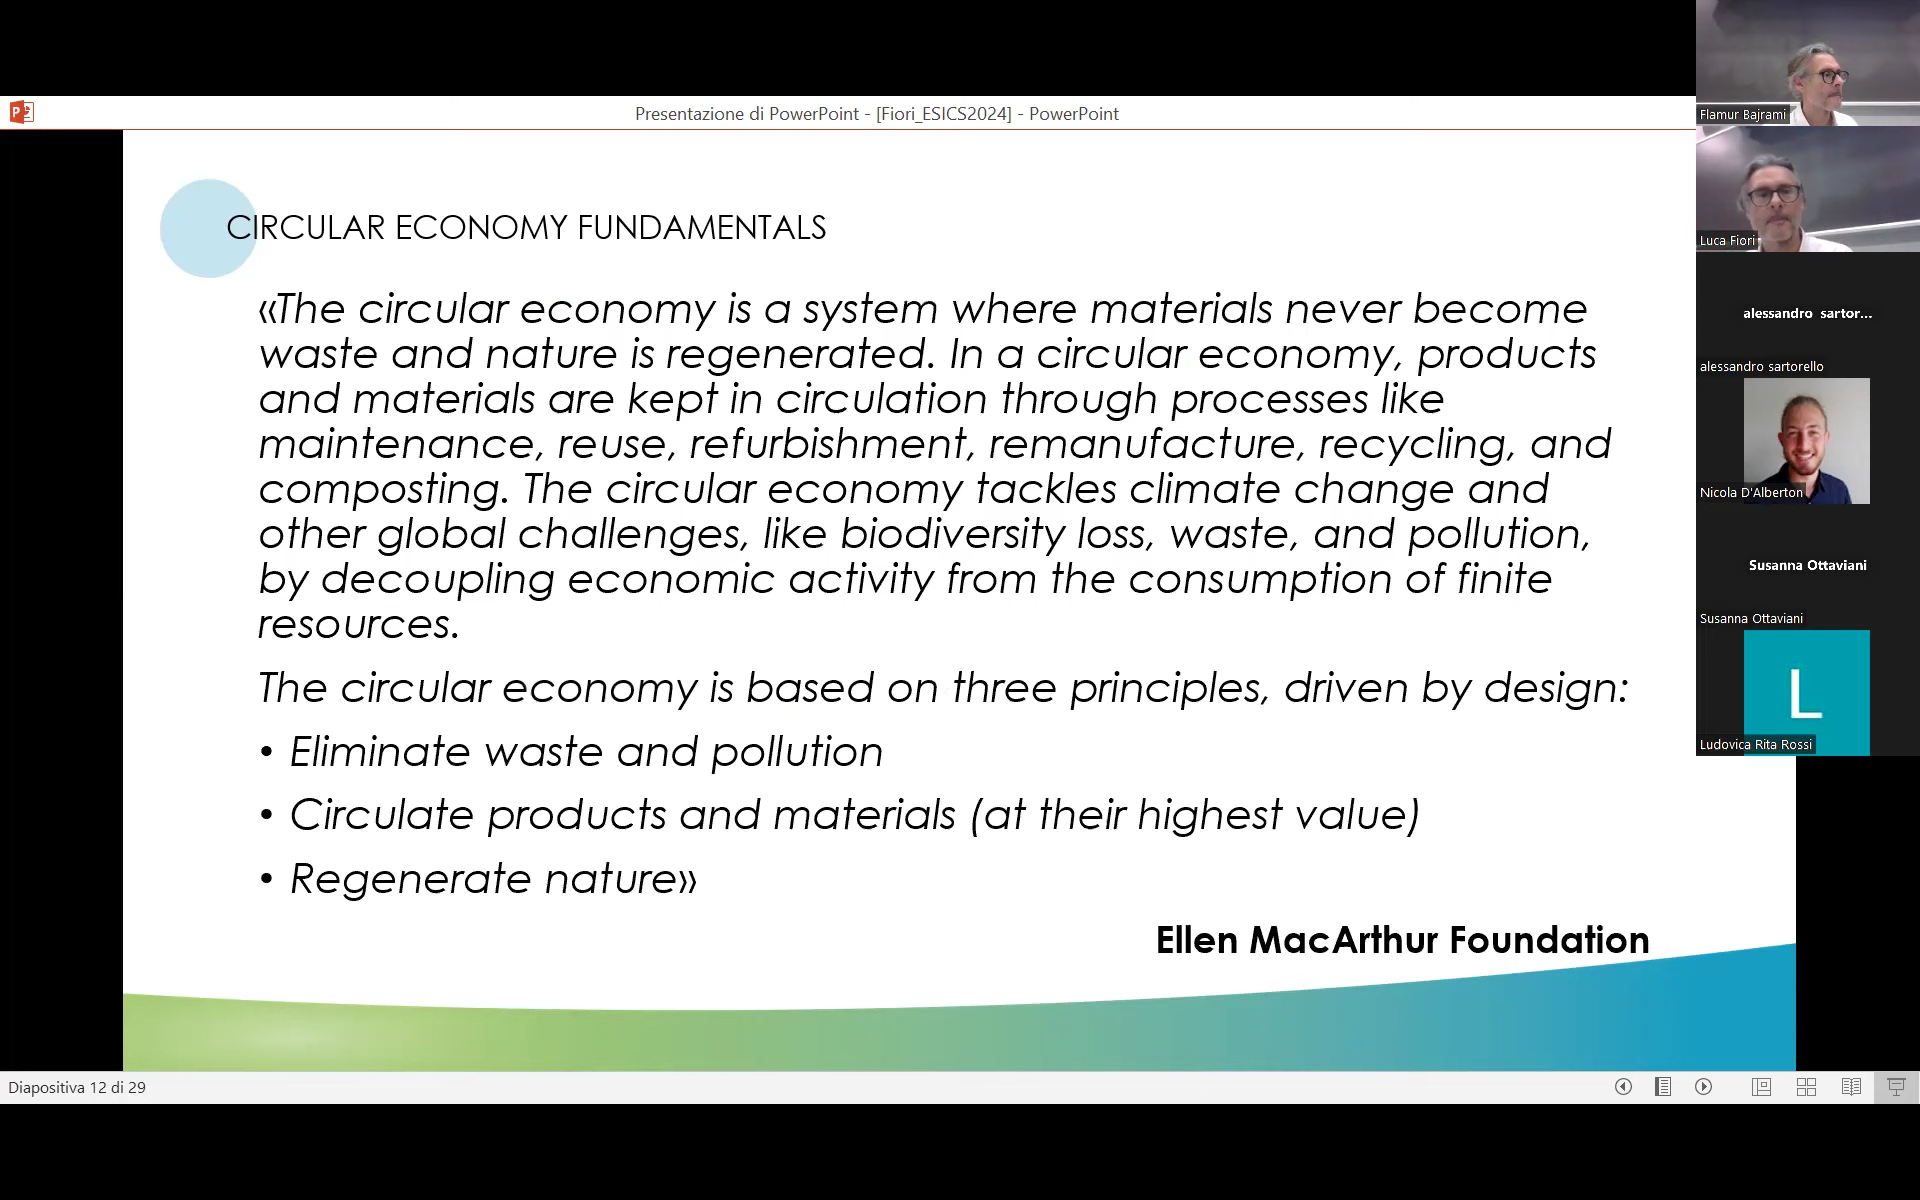 Presentazione di PowerPoint - [Fiori_ESICS2024] - PowerPoint
CIRCULAR ECONOMY FUNDAMENTALS
«The circular economy is a system where materials never become
waste and nature is regenerated. In a circular economy, products
and materials are kept in circulation through processes like
maintenance, reuse, refurbishment, remanufacture, recycling, and
composting. The circular economy tackles climate change and
other global challenges, like biodiversity loss, waste, and pollution,
by decoupling economic activity from the consumption of finite
resources.
The circular economy is based on three principles, driven by design:
• Eliminate waste and pollution
• Circulate products and materials (at their highest value)
• Regenerate nature»
Ellen MacArthur Foundation
Diapositiva 12 di 29
Flamur Bajrami
Luca Fiori
alessandro sartor...
alessandro sartorello
Nicola D'Alberton
Susanna Ottaviani
Susanna Ottaviani
L
Ludovica Rita Rossi